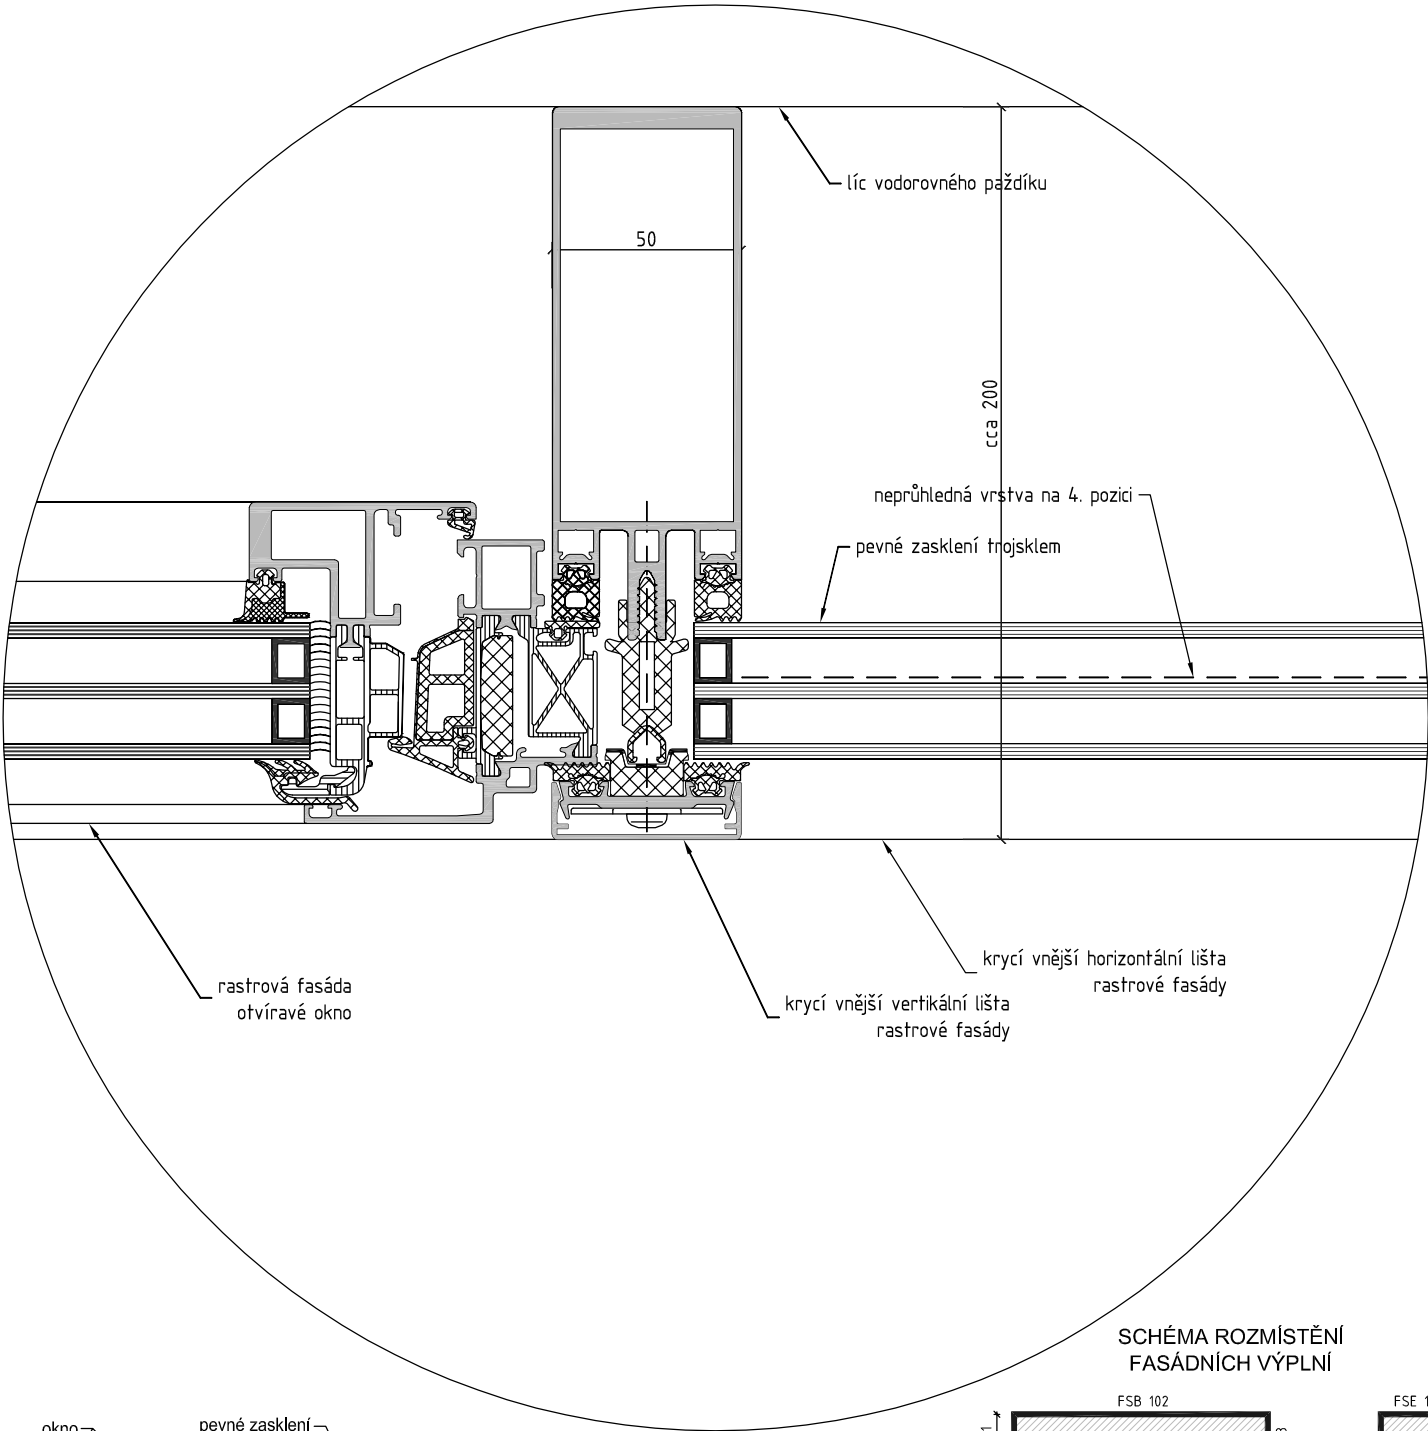 líc vodorovného paždíku
50
cca 200
neprůhledná vrstva na 4. pozici
pevné zasklení trojsklem
krycí vnější horizontální lišta
rastrové fasády
rastrová fasáda
otvíravé okno
krycí vnější vertikální lišta
rastrové fasády
SCHÉMA ROZMÍSTĚNÍ
FASÁDNÍCH VÝPLNÍ
FSB 102
FSE 1
okno
pevné zasklení